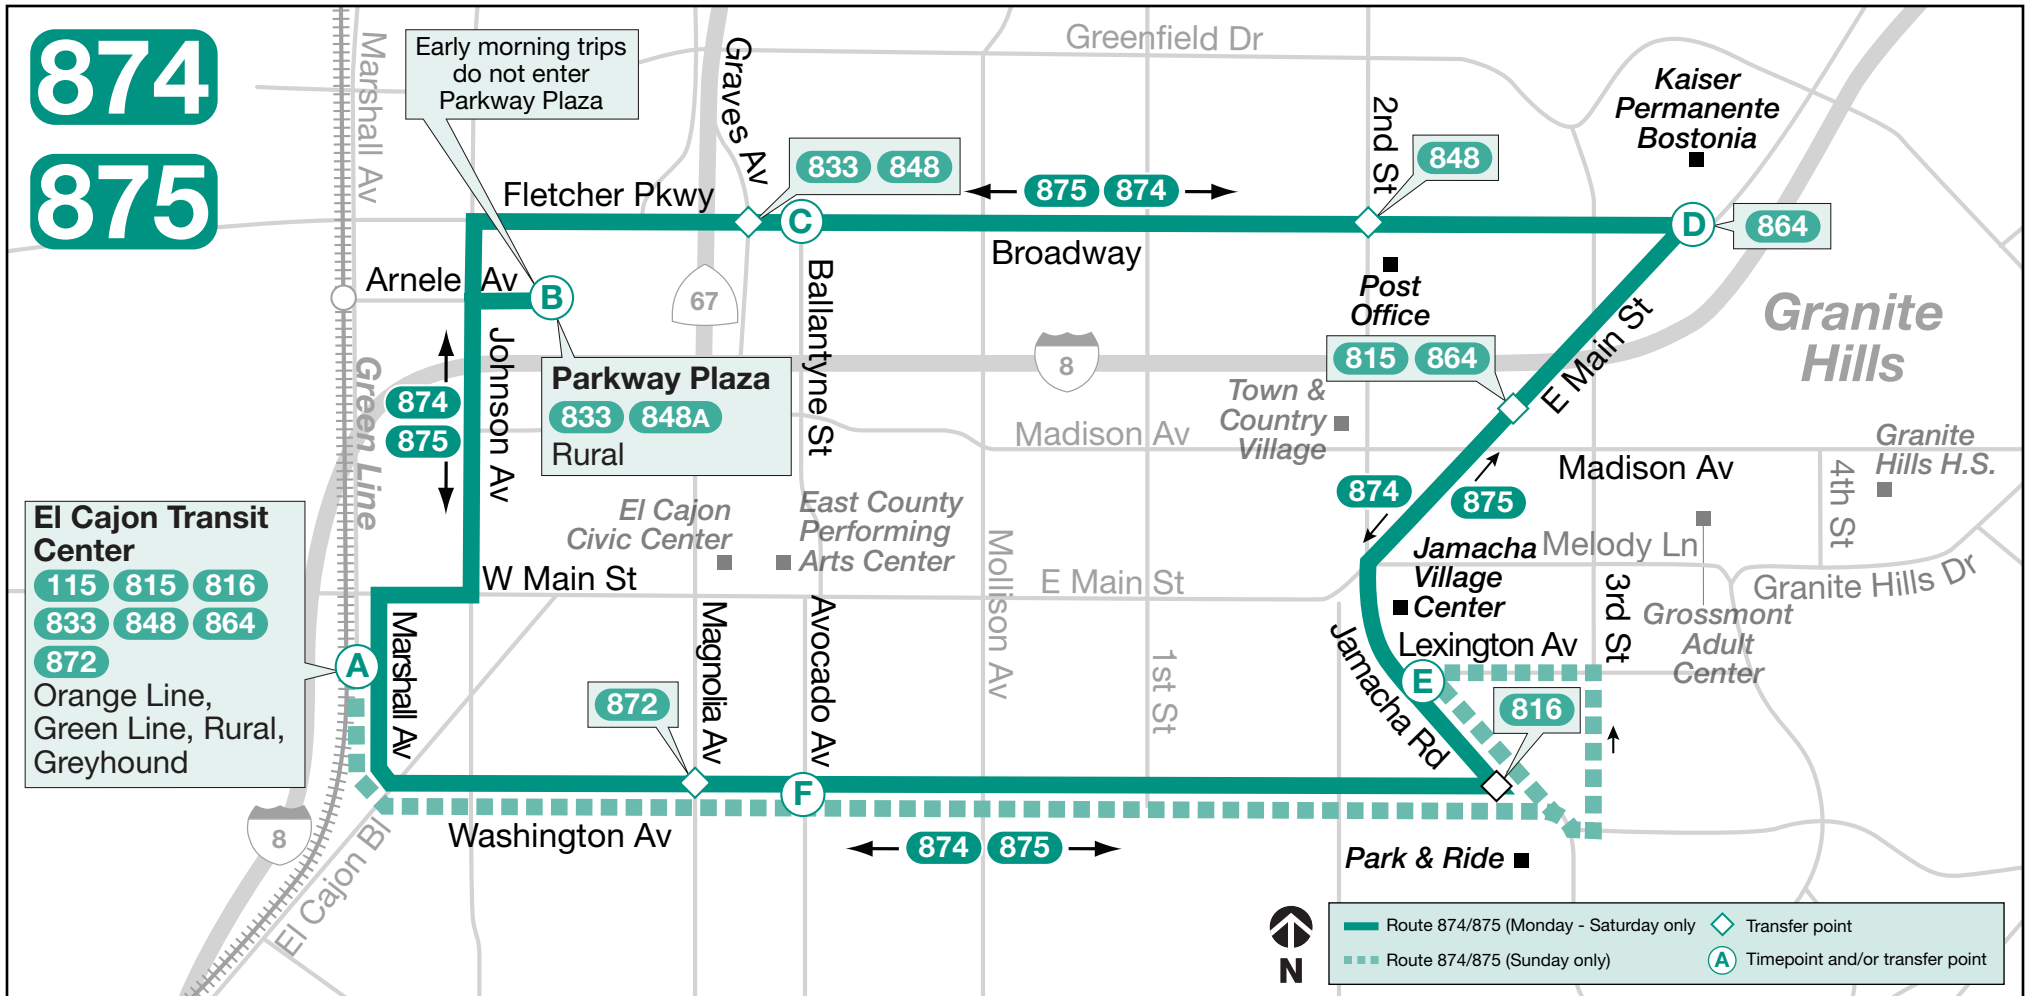 874
875
Early morning trips
do not enter
Parkway Plaza
Marshall Av
Graves Av
Greenfield Dr
2nd St
Kaiser
Permanente
Bostonia
833 848
848
Fletcher Pkwy
875 874
Broadway
D
864
C
Arnele Av
B
67
Ballantyne St
Post
Office
Granite
Hills
8
815 864
E Main St
Green Line
874
875
Johnson Av
Parkway Plaza
833 848A
Rural
Town &
Country
Village
Madison Av
Madison Av
Granite
Hills H.S.
4th St
874
875
El Cajon Transit
Center
115 815 816
833 848 864
872
Orange Line,
Green Line, Rural,
Greyhound
El Cajon
Civic Center
East County
Performing
Arts Center
Mollison Av
Jamacha
Village
Center
Melody Ln
Granite Hills Dr
W Main St
E Main St
3rd St
Grossmont
Adult
Center
Lexington Av
A
Marshall Av
Magnolia Av
Avocado Av
1st St
Jamacha Rd
E
872
816
F
8
El Cajon Bl
Washington Av
874 875
Park & Ride
N
Route 874/875 (Monday - Saturday only
Transfer point
Route 874/875 (Sunday only)
A
Timepoint and/or transfer point